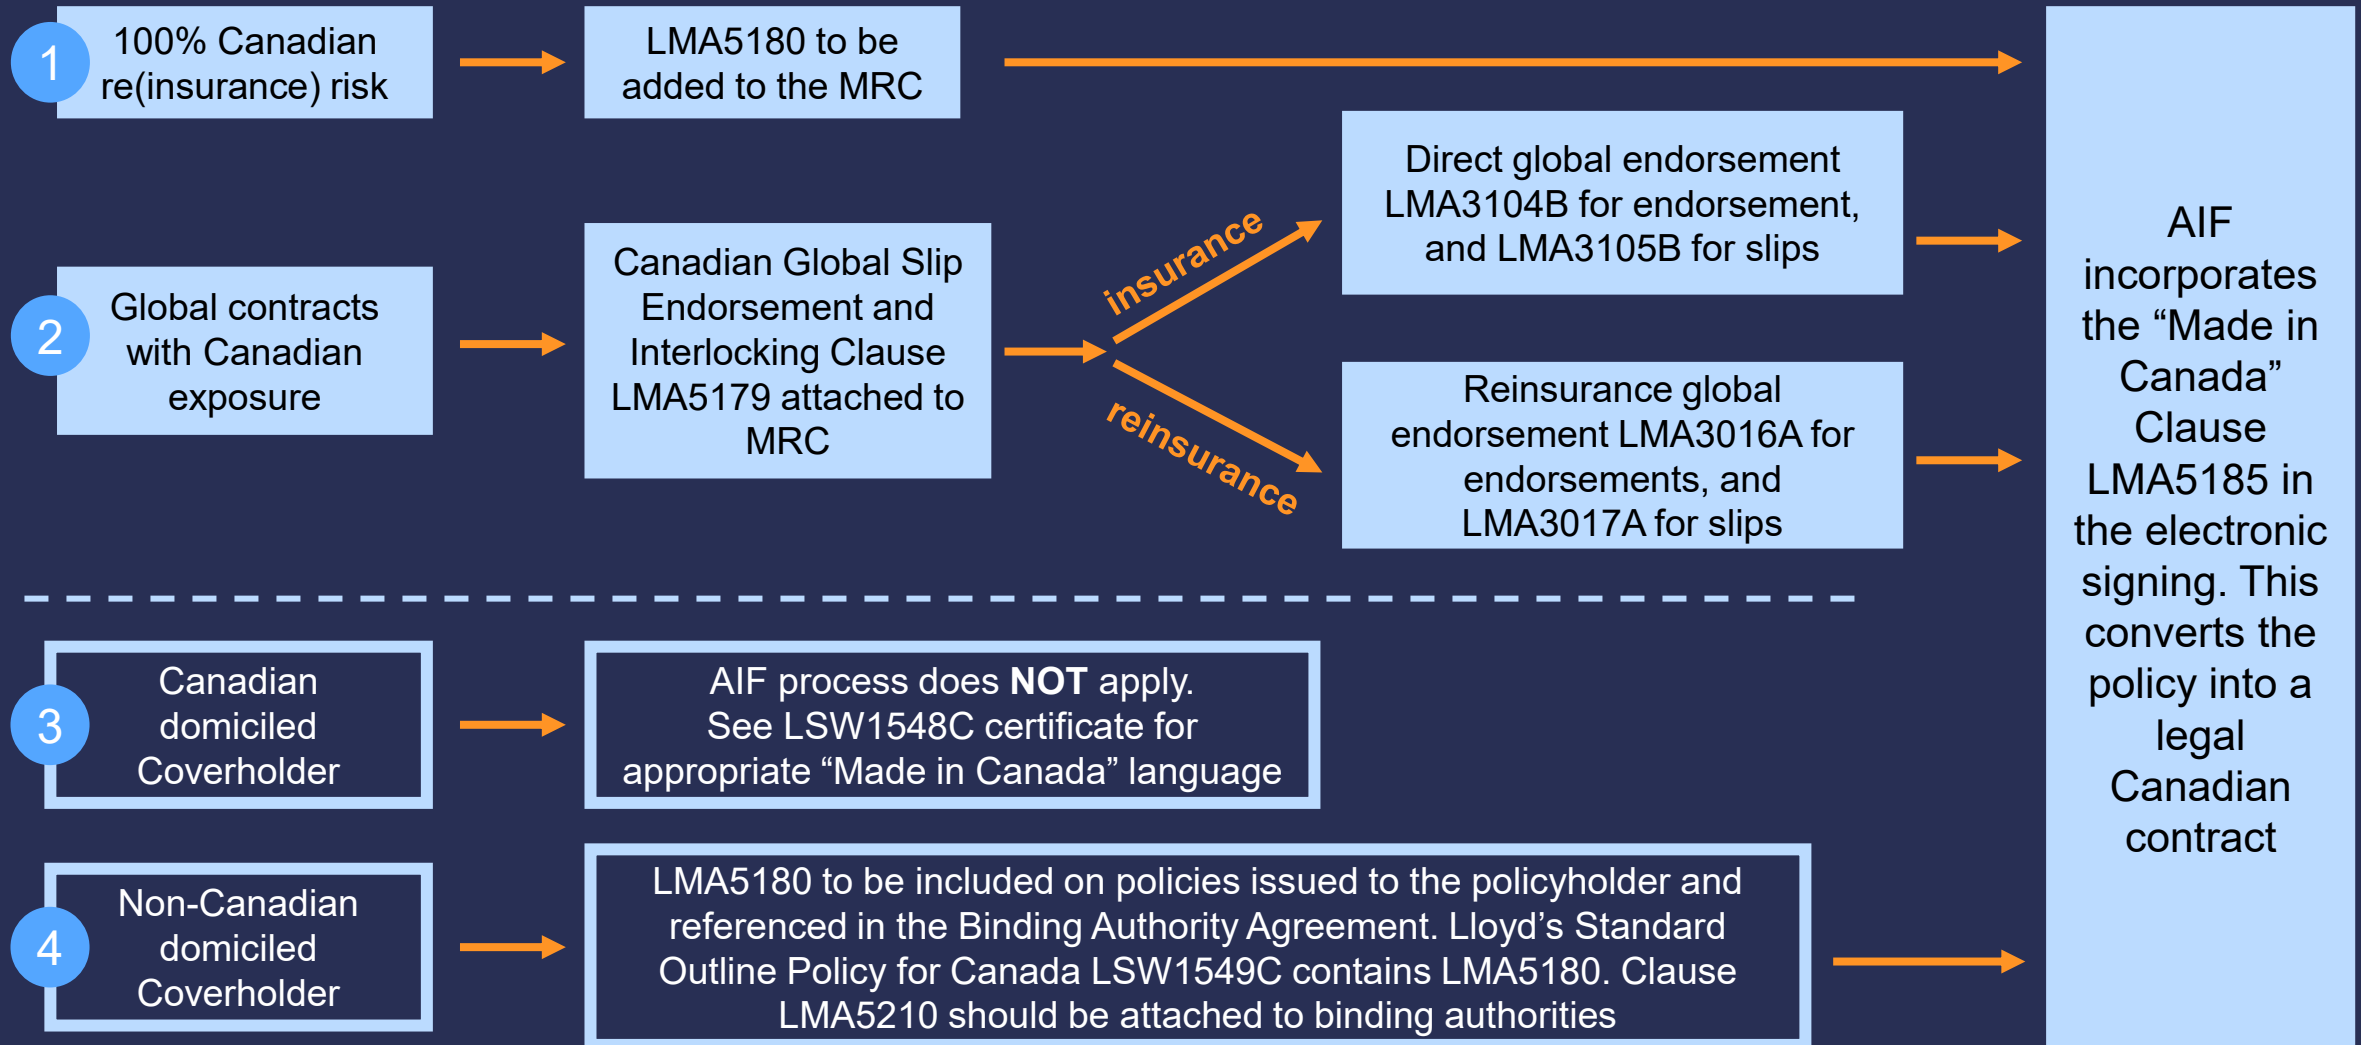 1
100% Canadian
re(insurance) risk
LMA5180 to be
added to the MRC
2
Global contracts
with Canadian
exposure
Canadian Global Slip
Endorsement and
Interlocking Clause
LMA5179 attached to
MRC
insurance
Direct global endorsement
LMA3104B for endorsement,
and LMA3105B for slips
reinsurance
Reinsurance global
endorsement LMA3016A for
endorsements, and
LMA3017A for slips
3
Canadian
domiciled
Coverholder
AIF process does NOT apply.
See LSW1548C certificate for
appropriate “Made in Canada” language
4
Non-Canadian
domiciled
Coverholder
LMA5180 to be included on policies issued to the policyholder and
referenced in the Binding Authority Agreement. Lloyd’s Standard
Outline Policy for Canada LSW1549C contains LMA5180. Clause
LMA5210 should be attached to binding authorities
AIF
incorporates
the “Made in
Canada”
Clause
LMA5185 in
the electronic
signing. This
converts the
policy into a
legal
Canadian
contract